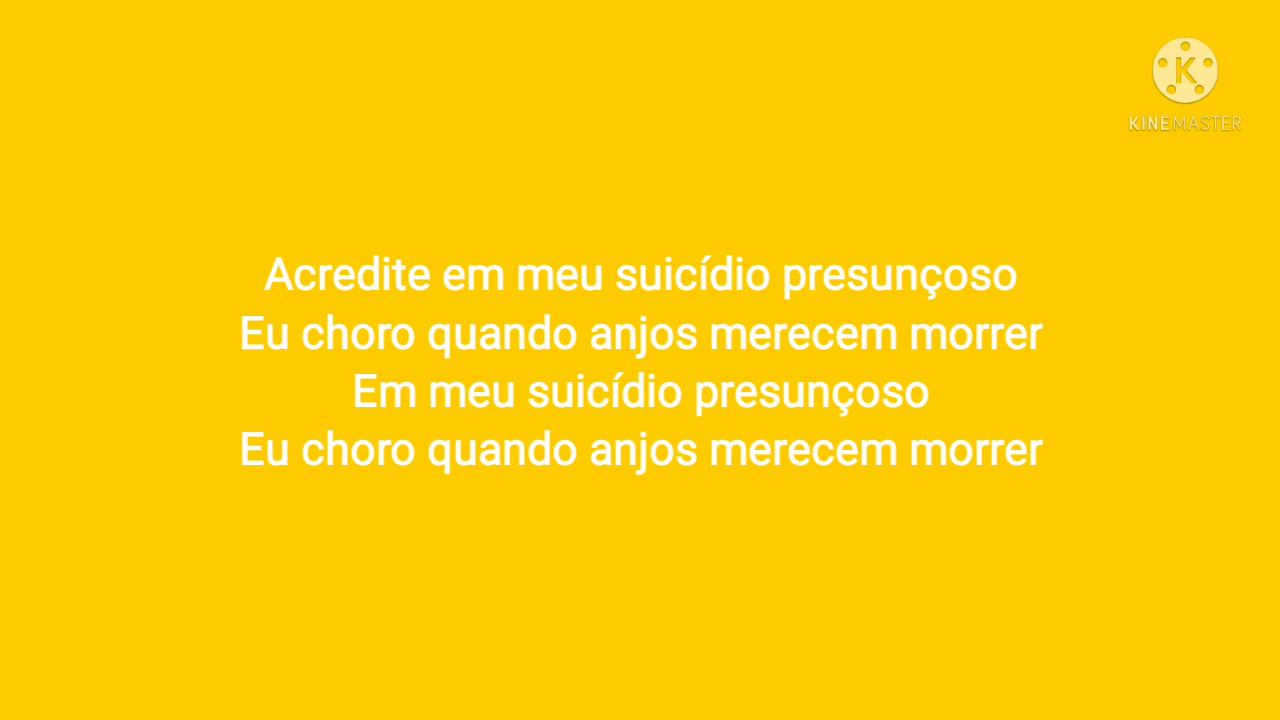 KINEMASTER
Acredite em meu suicídio presunçoso
Eu choro quando anjos merecem morrer
Em meu suicídio presunçoso
Eu choro quando anjos merecem morrer